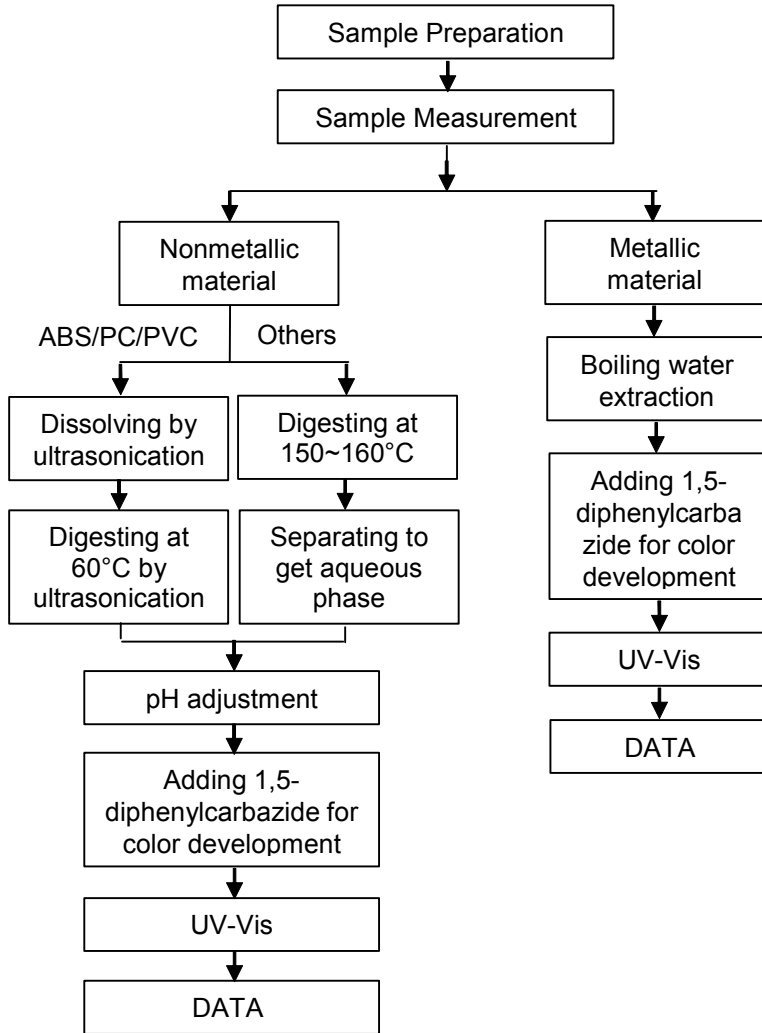 Sample Preparation
Sample Measurement
Nonmetallic
material
ABS/PC/PVC
Others
Dissolving by
ultrasonication
Digesting at
150~160°C
Digesting at
60°C by
ultrasonication
Separating to
get aqueous
phase
pH adjustment
Adding 1,5-
diphenylcarbazide for
color development
UV-Vis
DATA
Metallic
material
Boiling water
extraction
Adding 1,5-
diphenylcarba
zide for color
development
UV-Vis
DATA